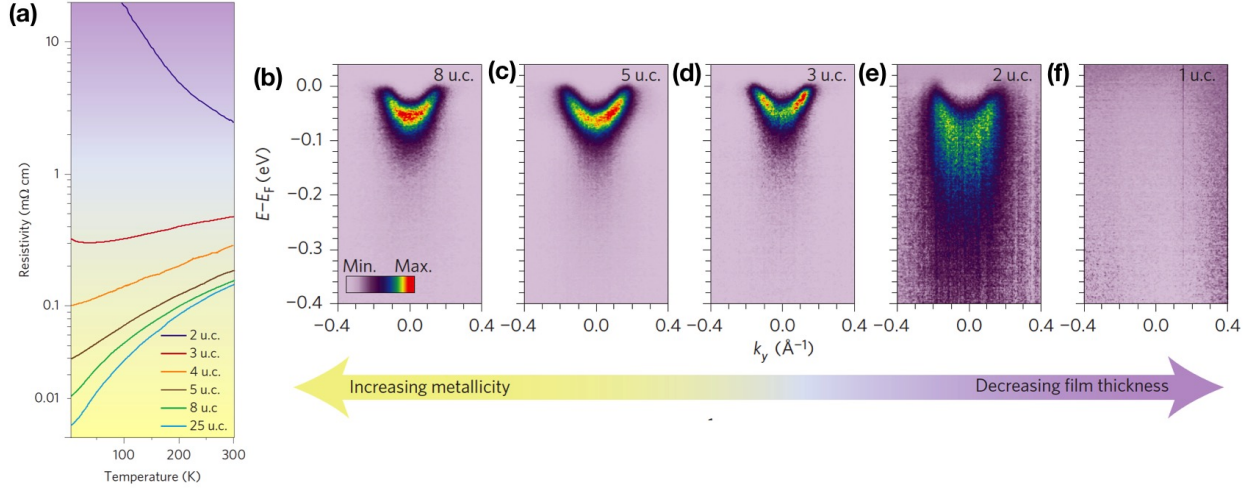 (a)
10
1
0.1
0.01
Resistivity (mΩ cm)
2 u.c.
3 u.c.
4 u.c.
5 u.c.
8 u.c
25 u.c.
100
200
300
Temperature (K)
(b)
8 u.c.
(c)
5 u.c.
(d)
3 u.c.
(e)
2 u.c.
(f)
1 u.c.
0.0
−0.1
−0.2
−0.3
−0.4
E−E_F (eV)
Min. Max.
−0.4 0.0 0.4
−0.4 0.0 0.4
−0.4 0.0 0.4
−0.4 0.0 0.4
−0.4 0.0 0.4
k_y (Å⁻¹)
Increasing metallicity
Decreasing film thickness